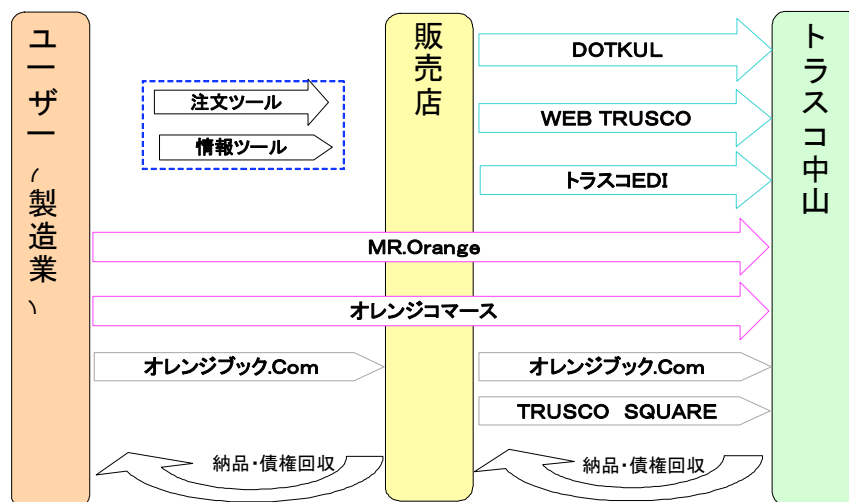 ユーザー(製造業)
販売店
トラスコ中山
注文ツール
情報ツール
DOTKUL
WEB TRUSCO
トラスコEDI
MR.Orange
オレンジコマース
オレンジブック.Com
オレンジブック.Com
TRUSCO　SQUARE
納品・債権回収
納品・債権回収